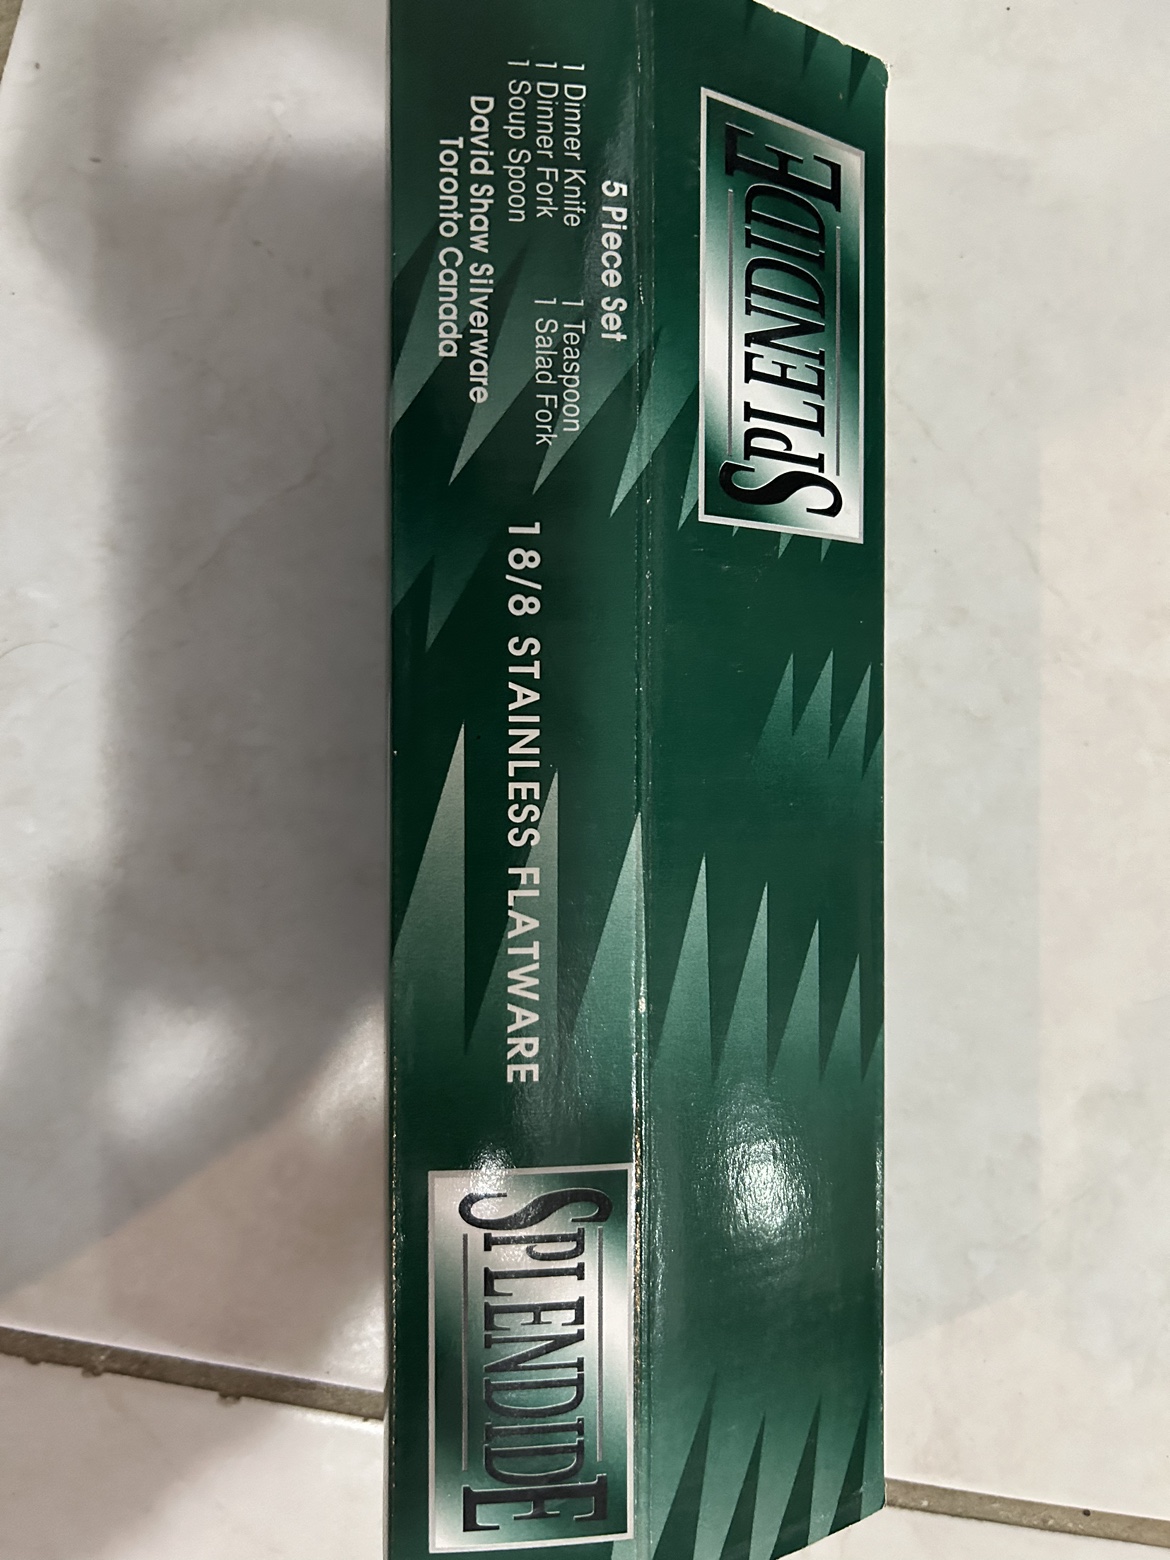 SPLENDIDE
5 Piece Set
1 Dinner Knife 1 Teaspoon
1 Dinner Fork 1 Salad Fork
1 Soup Spoon
David Shaw Silverware
Toronto Canada
18/8 STAINLESS FLATWARE
SPLENDIDE